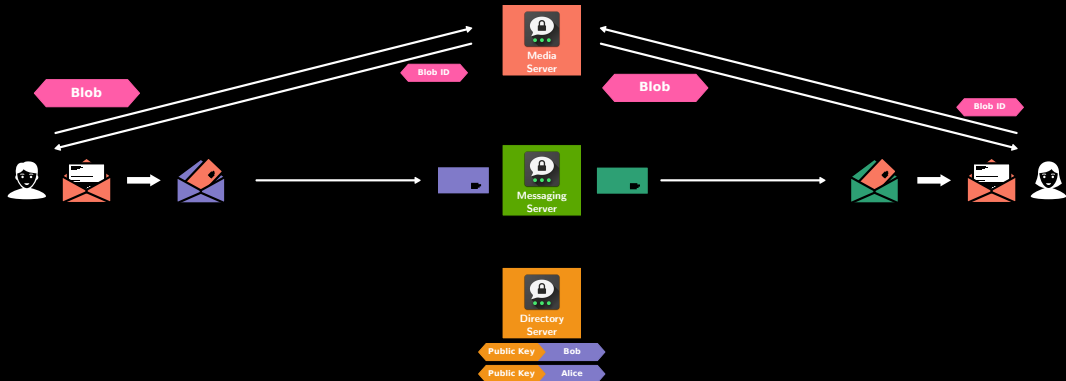 Media
Server
Blob ID
Blob
Blob
Blob ID
Messaging
Server
Directory
Server
Public Key Bob
Public Key Alice